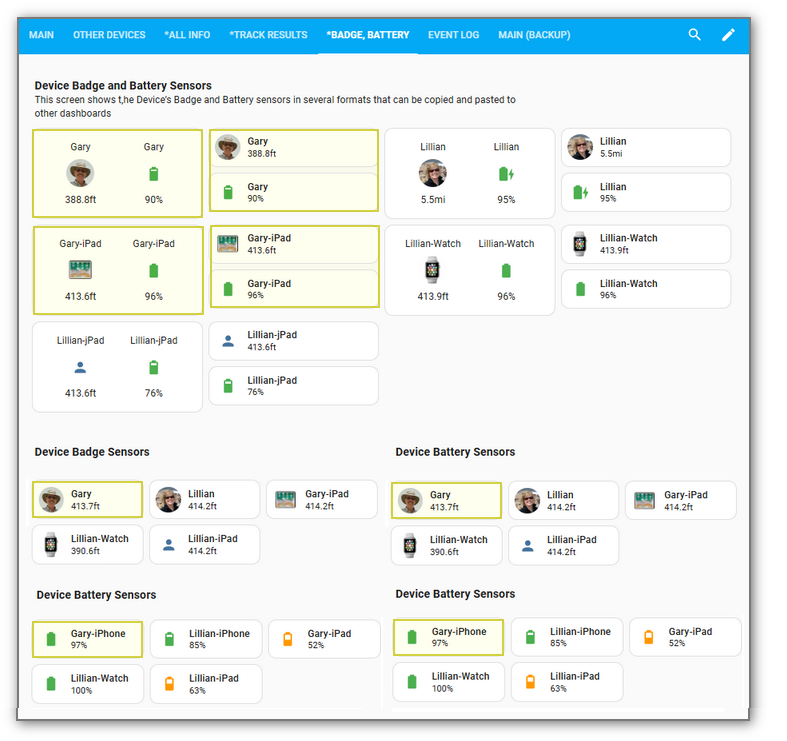 MAIN OTHER DEVICES *ALL INFO *TRACK RESULTS *BADGE, BATTERY EVENT LOG MAIN (BACKUP)
Device Badge and Battery Sensors
This screen shows t,he Device's Badge and Battery sensors in several formats that can be copied and pasted to
other dashboards
Gary Gary
388.8ft 90%
Gary
388.8ft
Gary
90%
Lillian Lillian
5.5mi 95%
Lillian
5.5mi
Lillian
95%
Gary-iPad Gary-iPad
413.6ft 96%
Gary-iPad
413.6ft
Gary-iPad
96%
Lillian-Watch Lillian-Watch
413.9ft 96%
Lillian-Watch
413.9ft
Lillian-Watch
96%
Lillian-jPad Lillian-jPad
413.6ft 76%
Lillian-jPad
413.6ft
Lillian-jPad
76%
Device Badge Sensors
Gary
413.7ft
Lillian
414.2ft
Gary-iPad
414.2ft
Lillian-Watch
390.6ft
Lillian-iPad
414.2ft
Device Battery Sensors
Gary
413.7ft
Lillian
414.2ft
Gary-iPad
414.2ft
Lillian-Watch
390.6ft
Lillian-iPad
414.2ft
Device Battery Sensors
Gary-iPhone
97%
Lillian-iPhone
85%
Gary-iPad
52%
Lillian-Watch
100%
Lillian-iPad
63%
Device Battery Sensors
Gary-iPhone
97%
Lillian-iPhone
85%
Gary-iPad
52%
Lillian-Watch
100%
Lillian-iPad
63%